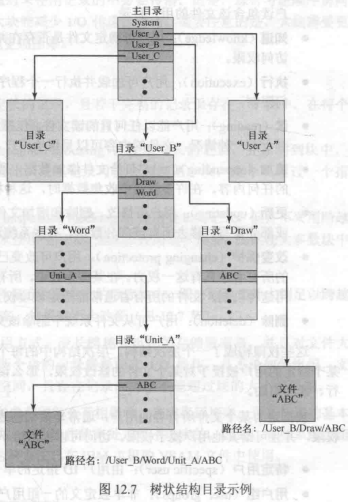 主目录
System
User_A
User_B
User_C
目录
“User_C”
目录“User_B”
目录
“User_A”
Draw
Word
目录“Word”
目录“Draw”
Unit_A
ABC
目录“Unit_A”
ABC
文件
“ABC”
文件
“ABC”
路径名：/User_B/Draw/ABC
路径名：/User_B/Word/Unit_A/ABC
图 12.7 树状结构目录示例